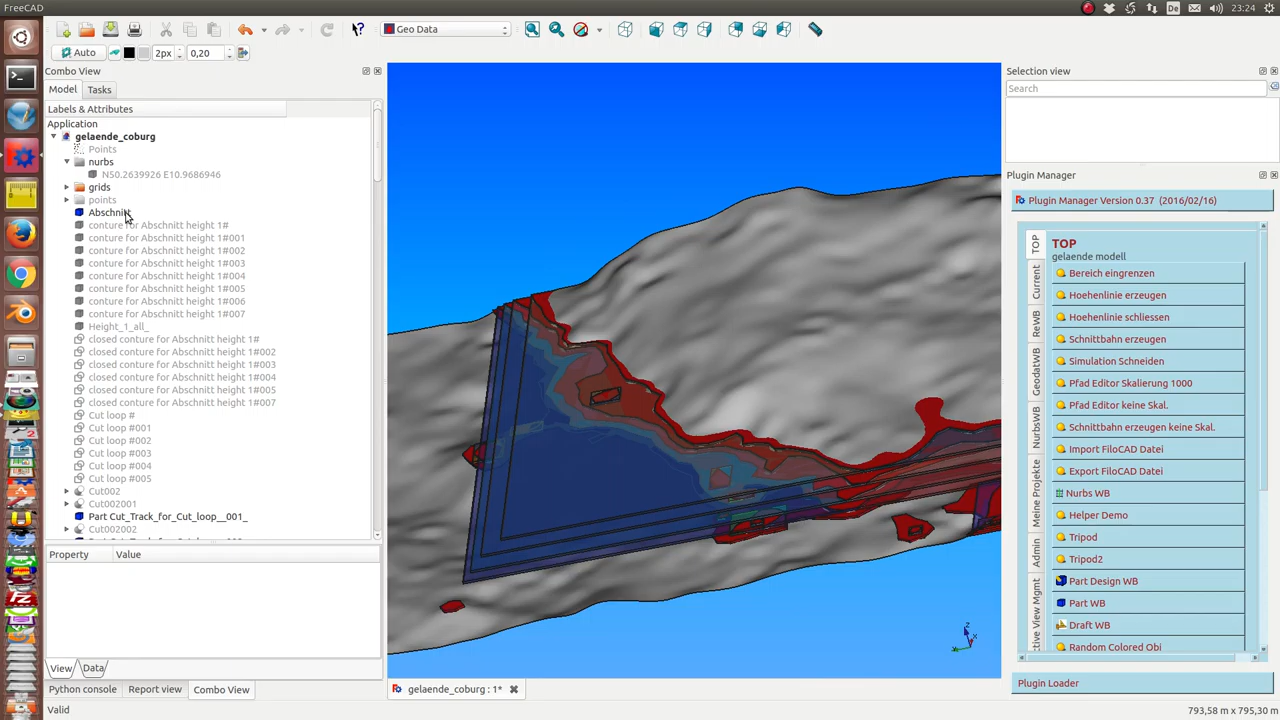 FreeCAD
De
23:24
Geo Data
Auto
2px
0,20
Combo View
Model
Tasks
Labels & Attributes
Application
gelaende_coburg
Points
nurbs
N50.2639926 E10.9686946
grids
points
Abschnitt
conture for Abschnitt height 1#
conture for Abschnitt height 1#001
conture for Abschnitt height 1#002
conture for Abschnitt height 1#003
conture for Abschnitt height 1#004
conture for Abschnitt height 1#005
conture for Abschnitt height 1#006
conture for Abschnitt height 1#007
Height_1_all_
closed conture for Abschnitt height 1#
closed conture for Abschnitt height 1#002
closed conture for Abschnitt height 1#003
closed conture for Abschnitt height 1#004
closed conture for Abschnitt height 1#005
closed conture for Abschnitt height 1#007
Cut loop #
Cut loop #001
Cut loop #002
Cut loop #003
Cut loop #004
Cut loop #005
Cut002
Cut002001
Part Cut_Track_for_Cut_loop__001_
Cut002002
Property
Value
View
Data
Python console
Report view
Combo View
Valid
gelaende_coburg : 1*
Selection view
Search
Plugin Manager
Plugin Manager Version 0.37 (2016/02/16)
TOP
Current
ReWB
GeodatWB
NurbsWB
Meine Projekte
Admin
tive View Mgmt
TOP
gelaende modell
Bereich eingrenzen
Hoehenlinie erzeugen
Hoehenlinie schliessen
Schnittbahn erzeugen
Simulation Schneiden
Pfad Editor Skalierung 1000
Pfad Editor keine Skal.
Schnittbahn erzeugen keine Skal.
Import FiloCAD Datei
Export FiloCAD Datei
Nurbs WB
Helper Demo
Tripod
Tripod2
Part Design WB
Part WB
Draft WB
Random Colored Obj
Plugin Loader
793,58 m x 795,30 m